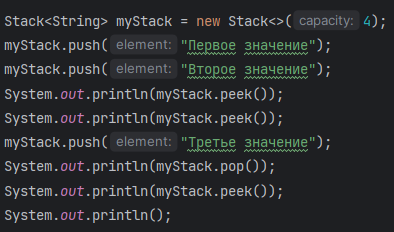 Stack<String> myStack = new Stack<>( capacity: 4);
myStack.push( element: "Первое значение");
myStack.push( element: "Второе значение");
System.out.println(myStack.peek());
System.out.println(myStack.peek());
myStack.push( element: "Третье значение");
System.out.println(myStack.pop());
System.out.println(myStack.peek());
System.out.println();